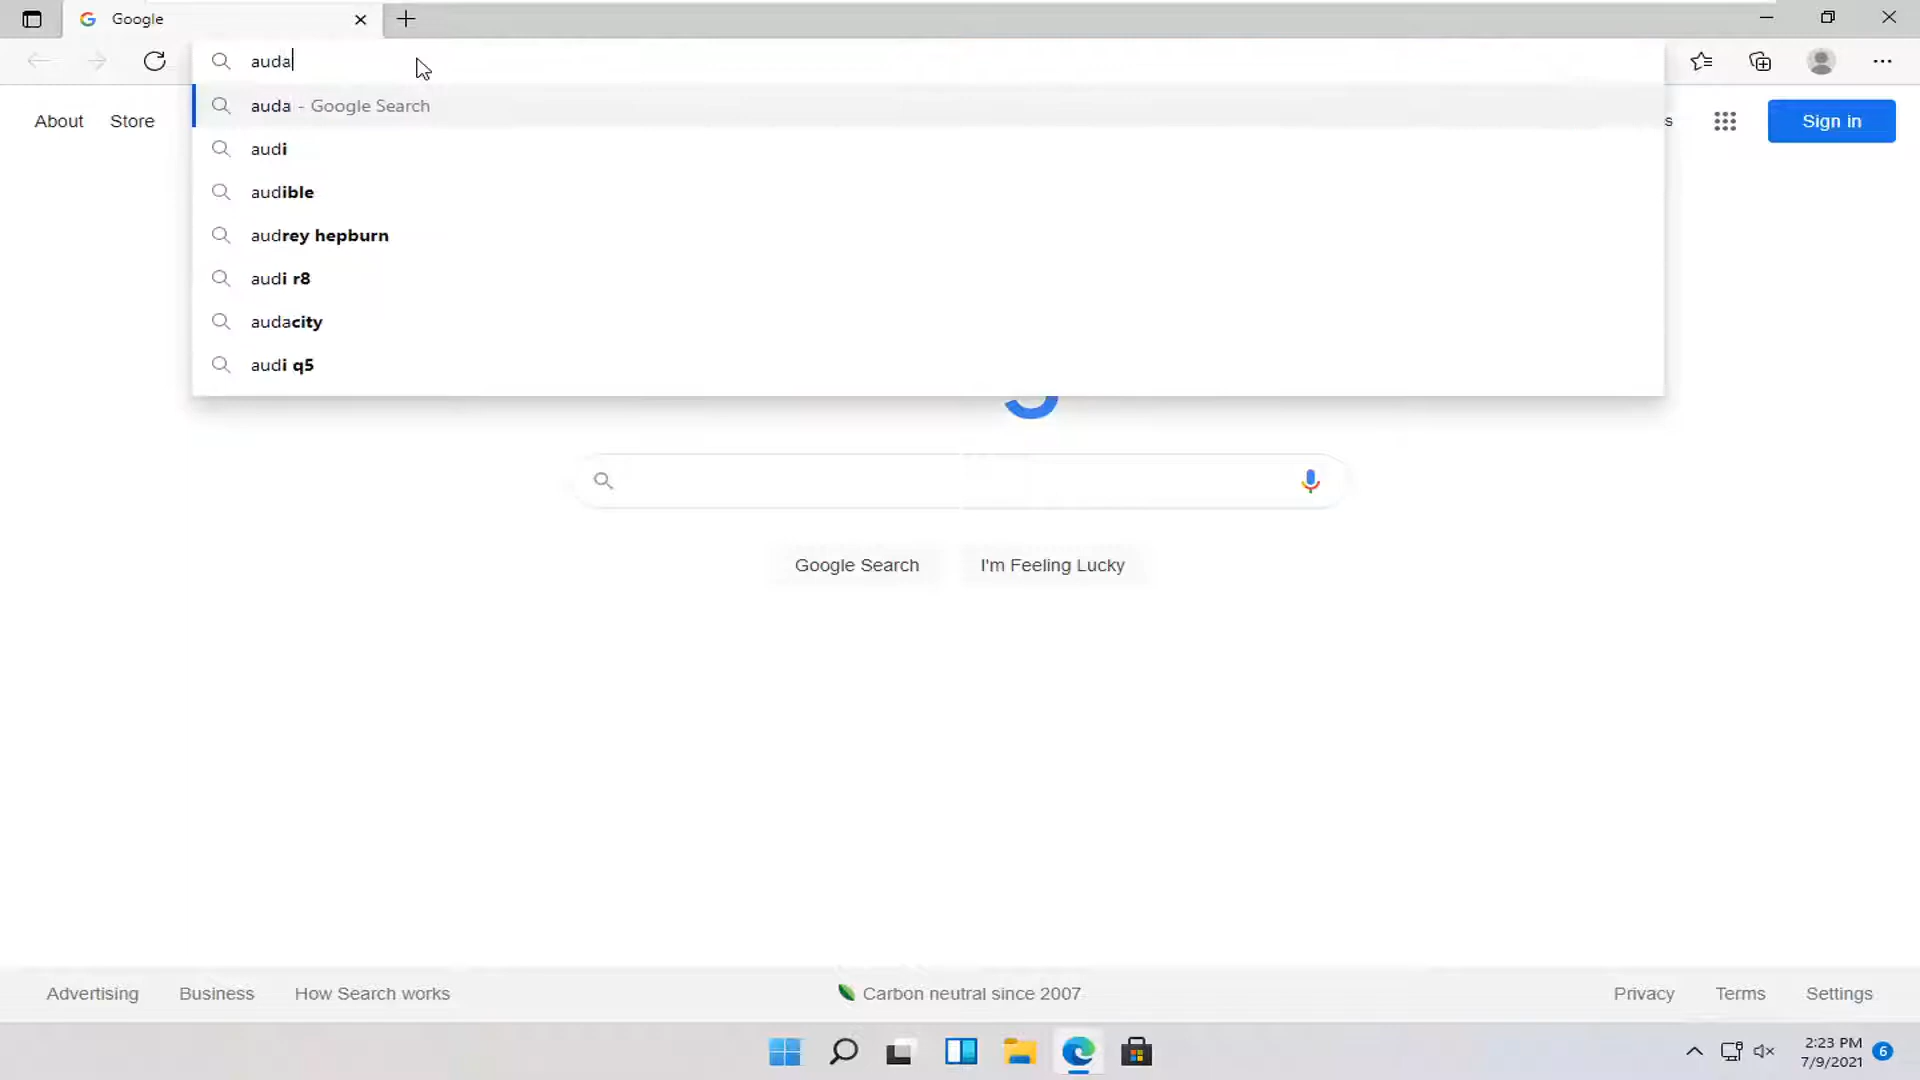 Google
auda
auda - Google Search
audi
audible
audrey hepburn
audi r8
audacity
audi q5
About Store
s
Sign in
Google Search I'm Feeling Lucky
Advertising Business How Search works
Carbon neutral since 2007
Privacy Terms Settings
2:23 PM
7/9/2021
6